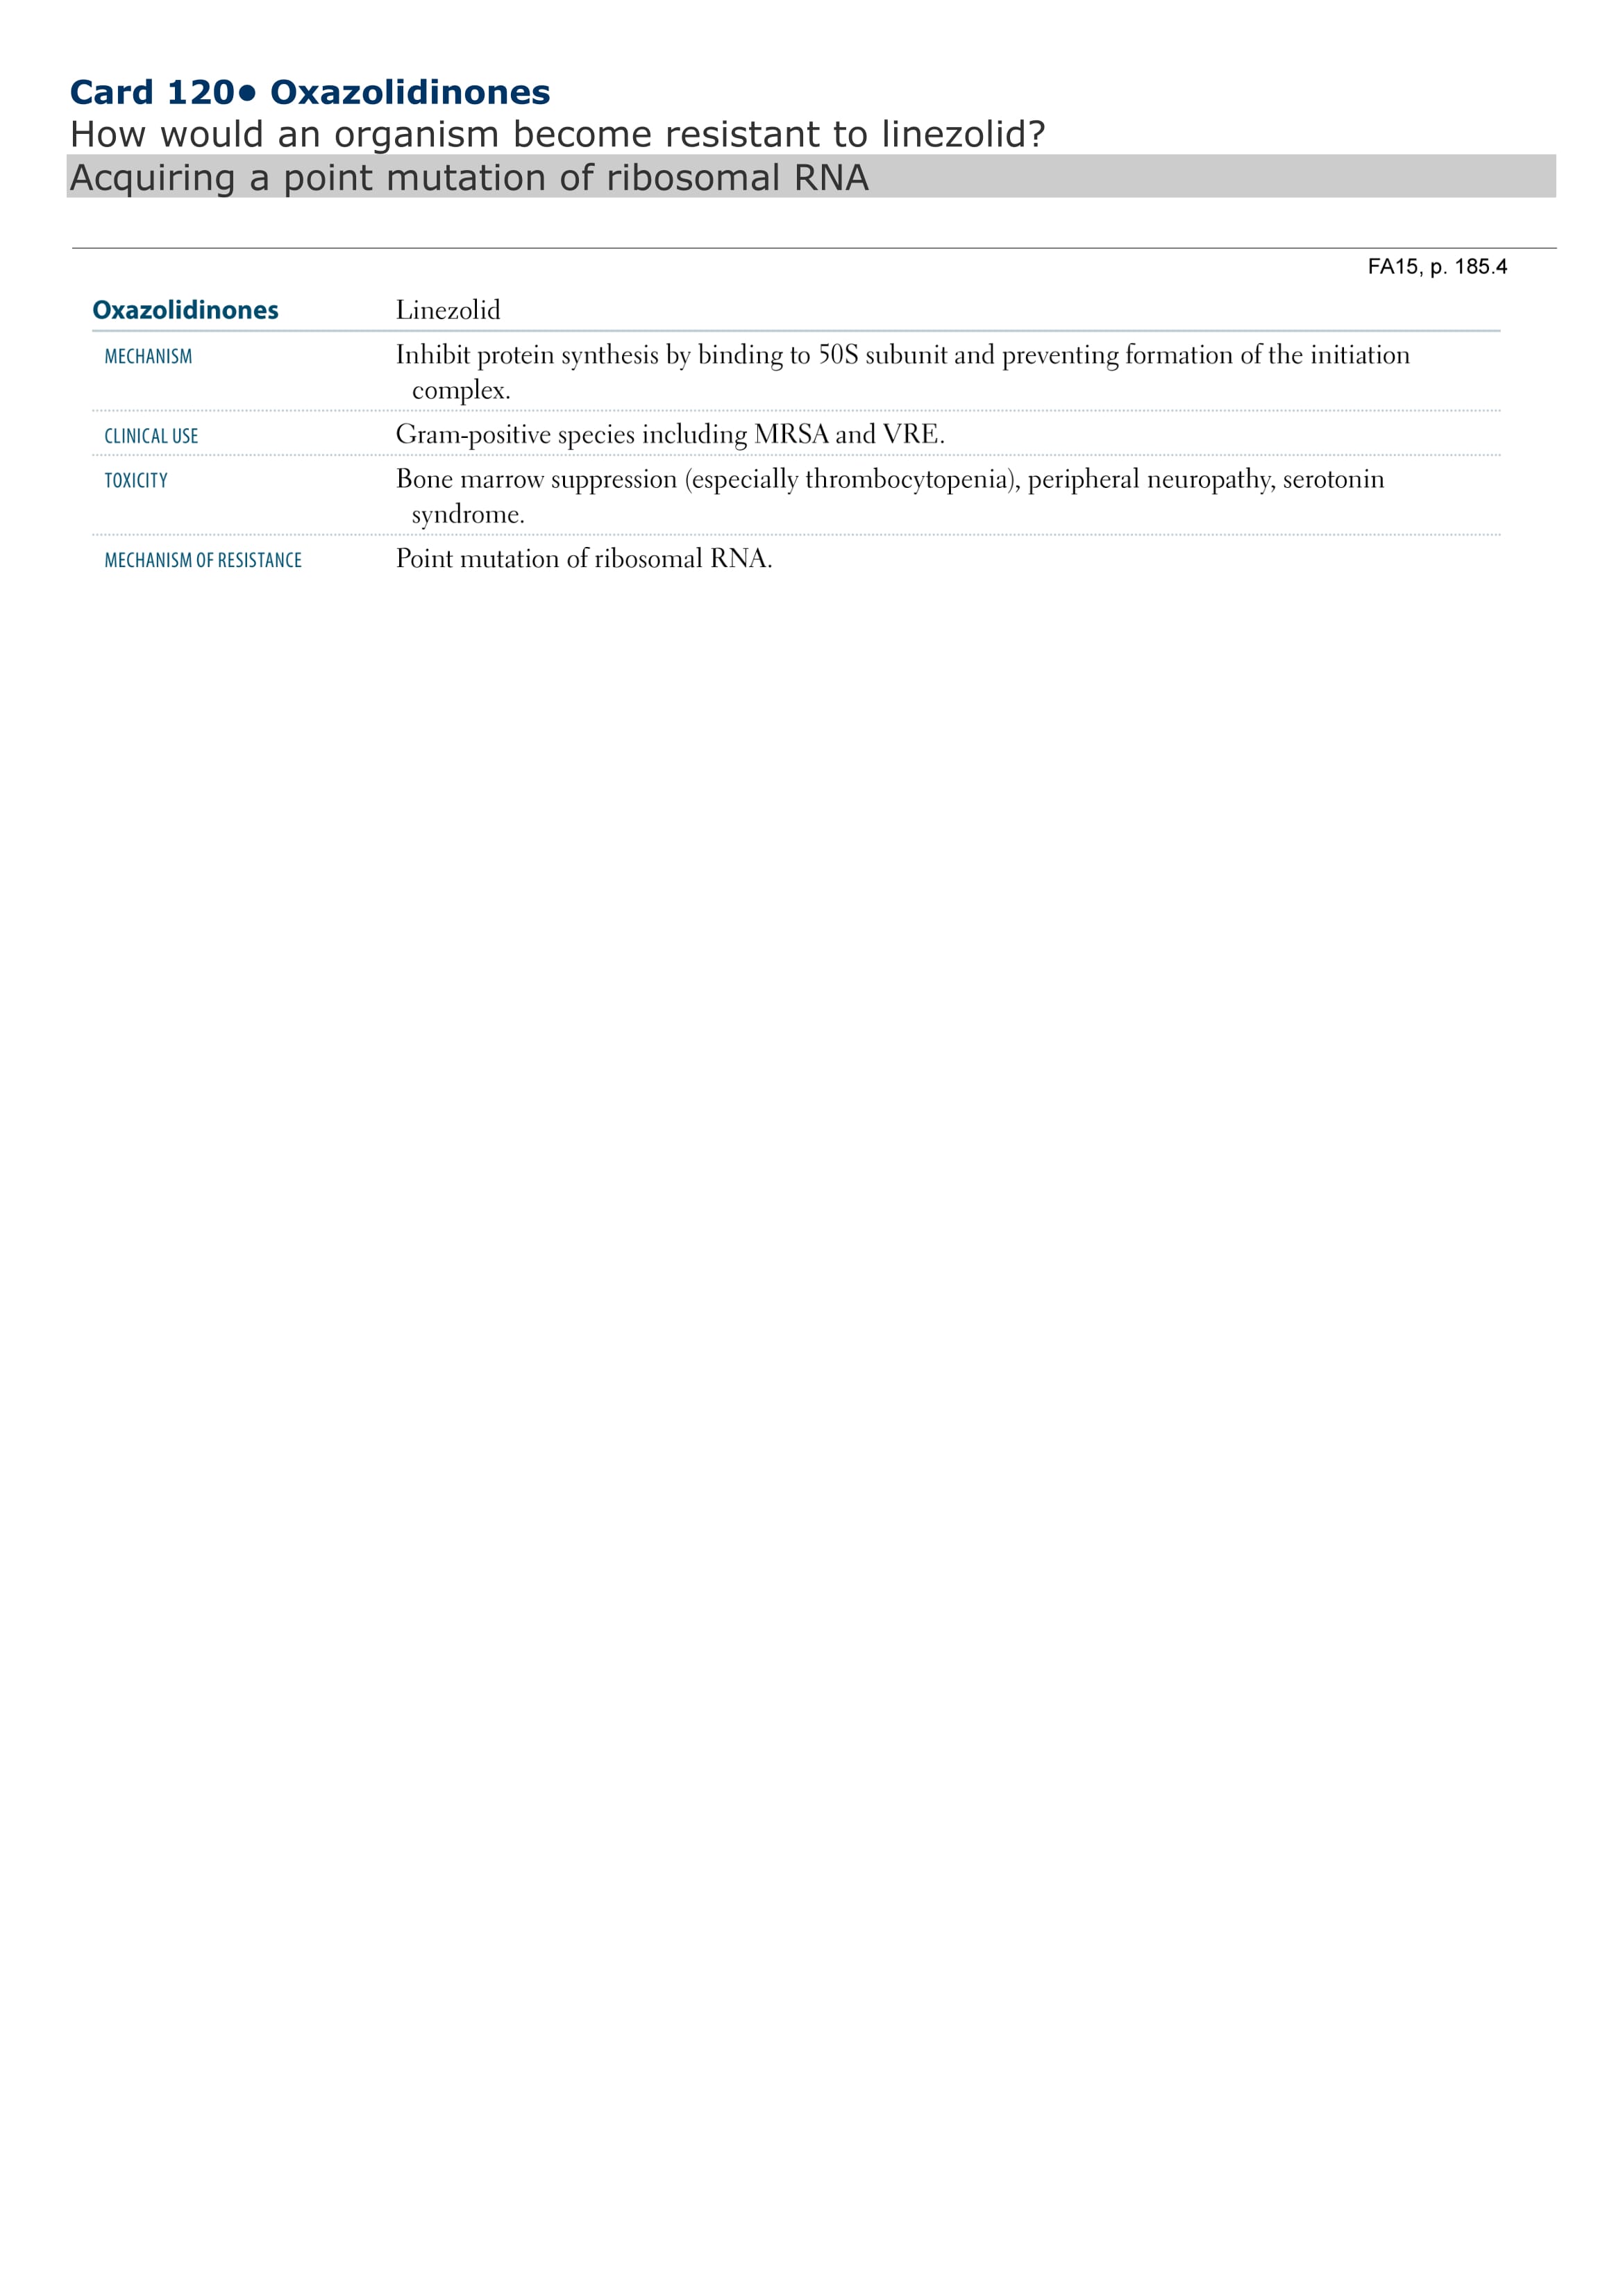 Card 120● Oxazolidinones
How would an organism become resistant to linezolid?
Acquiring a point mutation of ribosomal RNA
FA15, p. 185.4
Oxazolidinones Linezolid
MECHANISM Inhibit protein synthesis by binding to 50S subunit and preventing formation of the initiation
complex.
CLINICAL USE Gram-positive species including MRSA and VRE.
TOXICITY Bone marrow suppression (especially thrombocytopenia), peripheral neuropathy, serotonin
syndrome.
MECHANISM OF RESISTANCE Point mutation of ribosomal RNA.